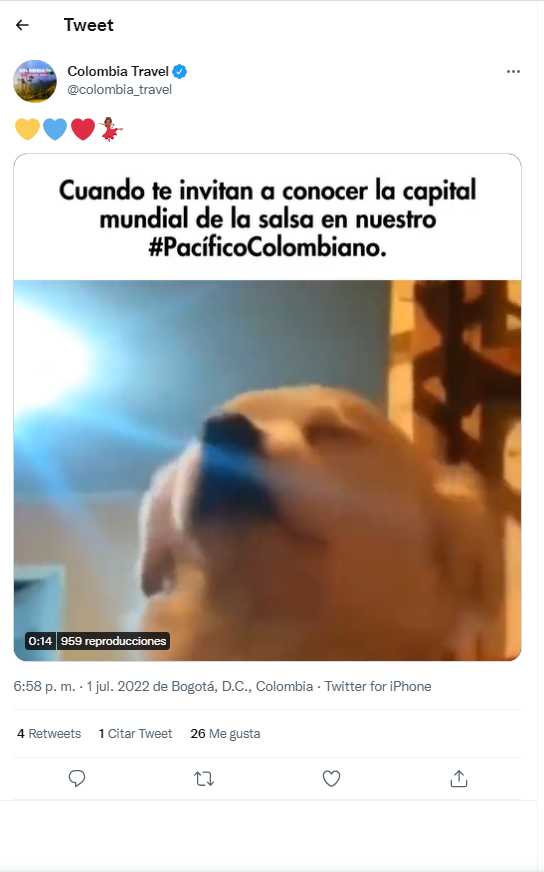 Tweet
Colombia Travel
@colombia_travel
💛💙❤️💃
Cuando te invitan a conocer la capital
mundial de la salsa en nuestro
#PacíficoColombiano.
0:14 959 reproducciones
6:58 p. m. · 1 jul. 2022 de Bogotá, D.C., Colombia · Twitter for iPhone
4 Retweets 1 Citar Tweet 26 Me gusta